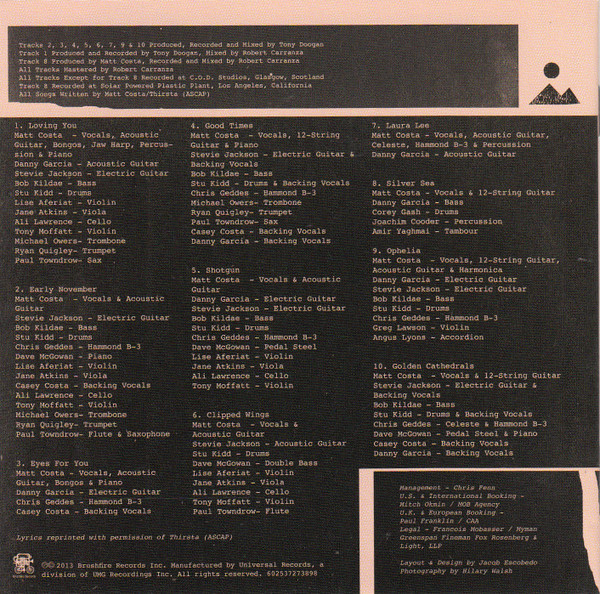 Tracks 2, 3, 4, 5, 6, 7, 9 & 10 Produced, Recorded and Mixed by Tony Doogan
Track 1 Produced and Recorded by Tony Doogan, Mixed by Robert Carranza
Track 8 Produced by Matt Costa, Recorded and Mixed by Robert Carranza
All Tracks Mastered by Robert Carranza
All Tracks Except for Track 8 Recorded at C.O.D. Studios, Glasgow, Scotland
Track 8 Recorded at Solar Powered Plastic Plant, Los Angeles, California
All Songs Written by Matt Costa/Thirsta (ASCAP)
1. Loving You
Matt Costa - Vocals, Acoustic
Guitar, Bongos, Jaw Harp, Percus-
sion & Piano
Danny Garcia - Acoustic Guitar
Stevie Jackson - Electric Guitar
Bob Kildae - Bass
Stu Kidd - Drums
Lise Aferiat - Violin
Jane Atkins - Viola
Ali Lawrence - Cello
Tony Moffatt - Violin
Michael Owers- Trombone
Ryan Quigley- Trumpet
Paul Towndrow- Sax
2. Early November
Matt Costa - Vocals & Acoustic
Guitar
Stevie Jackson - Electric Guitar
Bob Kildae - Bass
Stu Kidd - Drums
Chris Geddes - Hammond B-3
Dave McGowan - Piano
Lise Aferiat - Violin
Jane Atkins - Viola
Casey Costa - Backing Vocals
Ali Lawrence - Cello
Tony Moffatt - Violin
Michael Owers- Trombone
Ryan Quigley- Trumpet
Paul Towndrow- Flute & Saxophone
3. Eyes For You
Matt Costa - Vocals, Acoustic
Guitar, Bongos & Piano
Danny Garcia - Electric Guitar
Chris Geddes - Hammond B-3
Casey Costa - Backing Vocals
4. Good Times
Matt Costa - Vocals, 12-String
Guitar & Piano
Stevie Jackson - Electric Guitar &
Backing Vocals
Bob Kildae - Bass
Stu Kidd - Drums & Backing Vocals
Chris Geddes - Hammond B-3
Michael Owers- Trombone
Ryan Quigley- Trumpet
Paul Towndrow- Sax
Casey Costa - Backing Vocals
Danny Garcia - Backing Vocals
5. Shotgun
Matt Costa - Vocals & Acoustic
Guitar
Danny Garcia - Electric Guitar
Stevie Jackson - Electric Guitar
Bob Kildae - Bass
Stu Kidd - Drums
Chris Geddes - Hammond B-3
Dave McGowan - Pedal Steel
Lise Aferiat - Violin
Jane Atkins - Viola
Ali Lawrence - Cello
Tony Moffatt - Violin
6. Clipped Wings
Matt Costa - Vocals &
Acoustic Guitar
Stevie Jackson - Acoustic Guitar
Stu Kidd - Drums
Dave McGowan - Double Bass
Lise Aferiat - Violin
Jane Atkins - Viola
Ali Lawrence - Cello
Tony Moffatt - Violin
Paul Towndrow- Flute
7. Laura Lee
Matt Costa - Vocals, Acoustic Guitar,
Celeste, Hammond B-3 & Percussion
Danny Garcia - Acoustic Guitar
8. Silver Sea
Matt Costa - Vocals & 12-String Guitar
Danny Garcia - Bass
Corey Gash - Drums
Joachim Cooder - Percussion
Amir Yaghmai - Tambour
9. Ophelia
Matt Costa - Vocals, 12-String Guitar,
Acoustic Guitar & Harmonica
Danny Garcia - Electric Guitar
Stevie Jackson - Electric Guitar
Bob Kildae - Bass
Stu Kidd - Drums
Chris Geddes - Hammond B-3
Greg Lawson - Violin
Angus Lyons - Accordion
10. Golden Cathedrals
Matt Costa - Vocals & 12-String Guitar
Stevie Jackson - Electric Guitar &
Backing Vocals
Bob Kildae - Bass
Stu Kidd - Drums & Backing Vocals
Chris Geddes - Celeste & Hammond B-3
Dave McGowan - Pedal Steel & Piano
Casey Costa - Backing Vocals
Danny Garcia - Backing Vocals
Management - Chris Fenn
U.S. & International Booking -
Mitch Okmin / MOB Agency
U.K. & European Booking -
Paul Franklin / CAA
Legal - Francois Mobasser / Hyman
Greenspan Fineman Fox Rosenberg &
Light, LLP
Layout & Design by Jacob Escobedo
Photography by Hilary Walsh
Lyrics reprinted with permission of Thirsta (ASCAP)
℗© 2013 Brushfire Records Inc. Manufactured by Universal Records, a
division of UMG Recordings Inc. All rights reserved. 602537273898